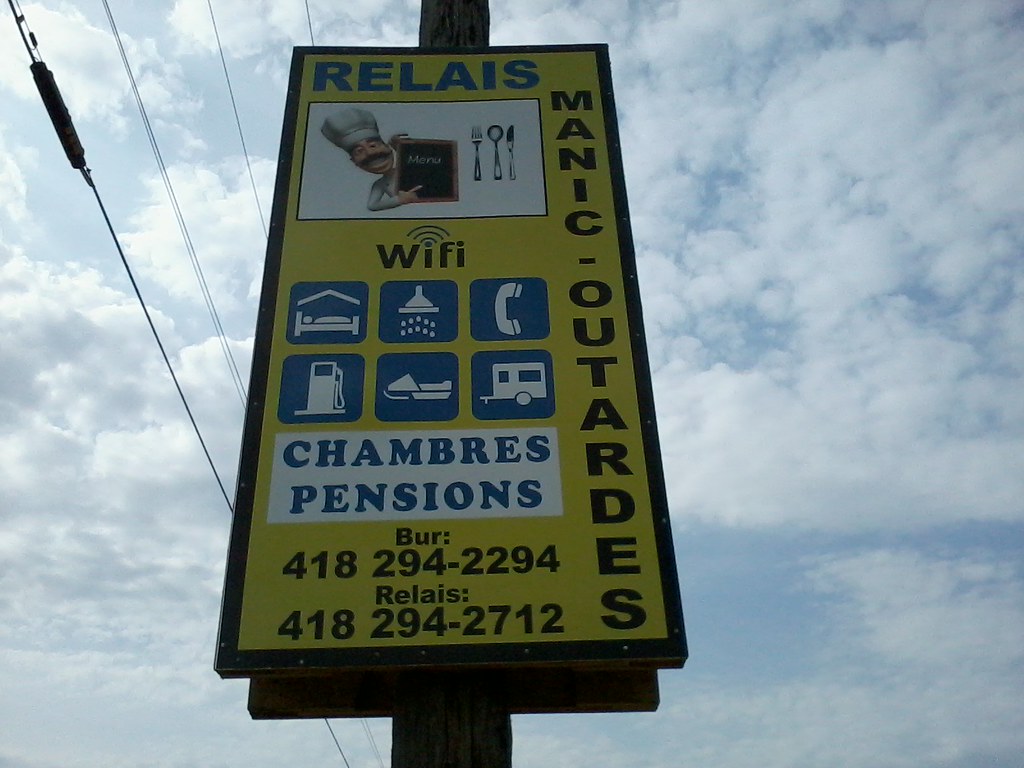 RELAIS
MANIC-OUTARDES
Menu
Wifi
CHAMBRES
PENSIONS
Bur:
418 294-2294
Relais:
418 294-2712